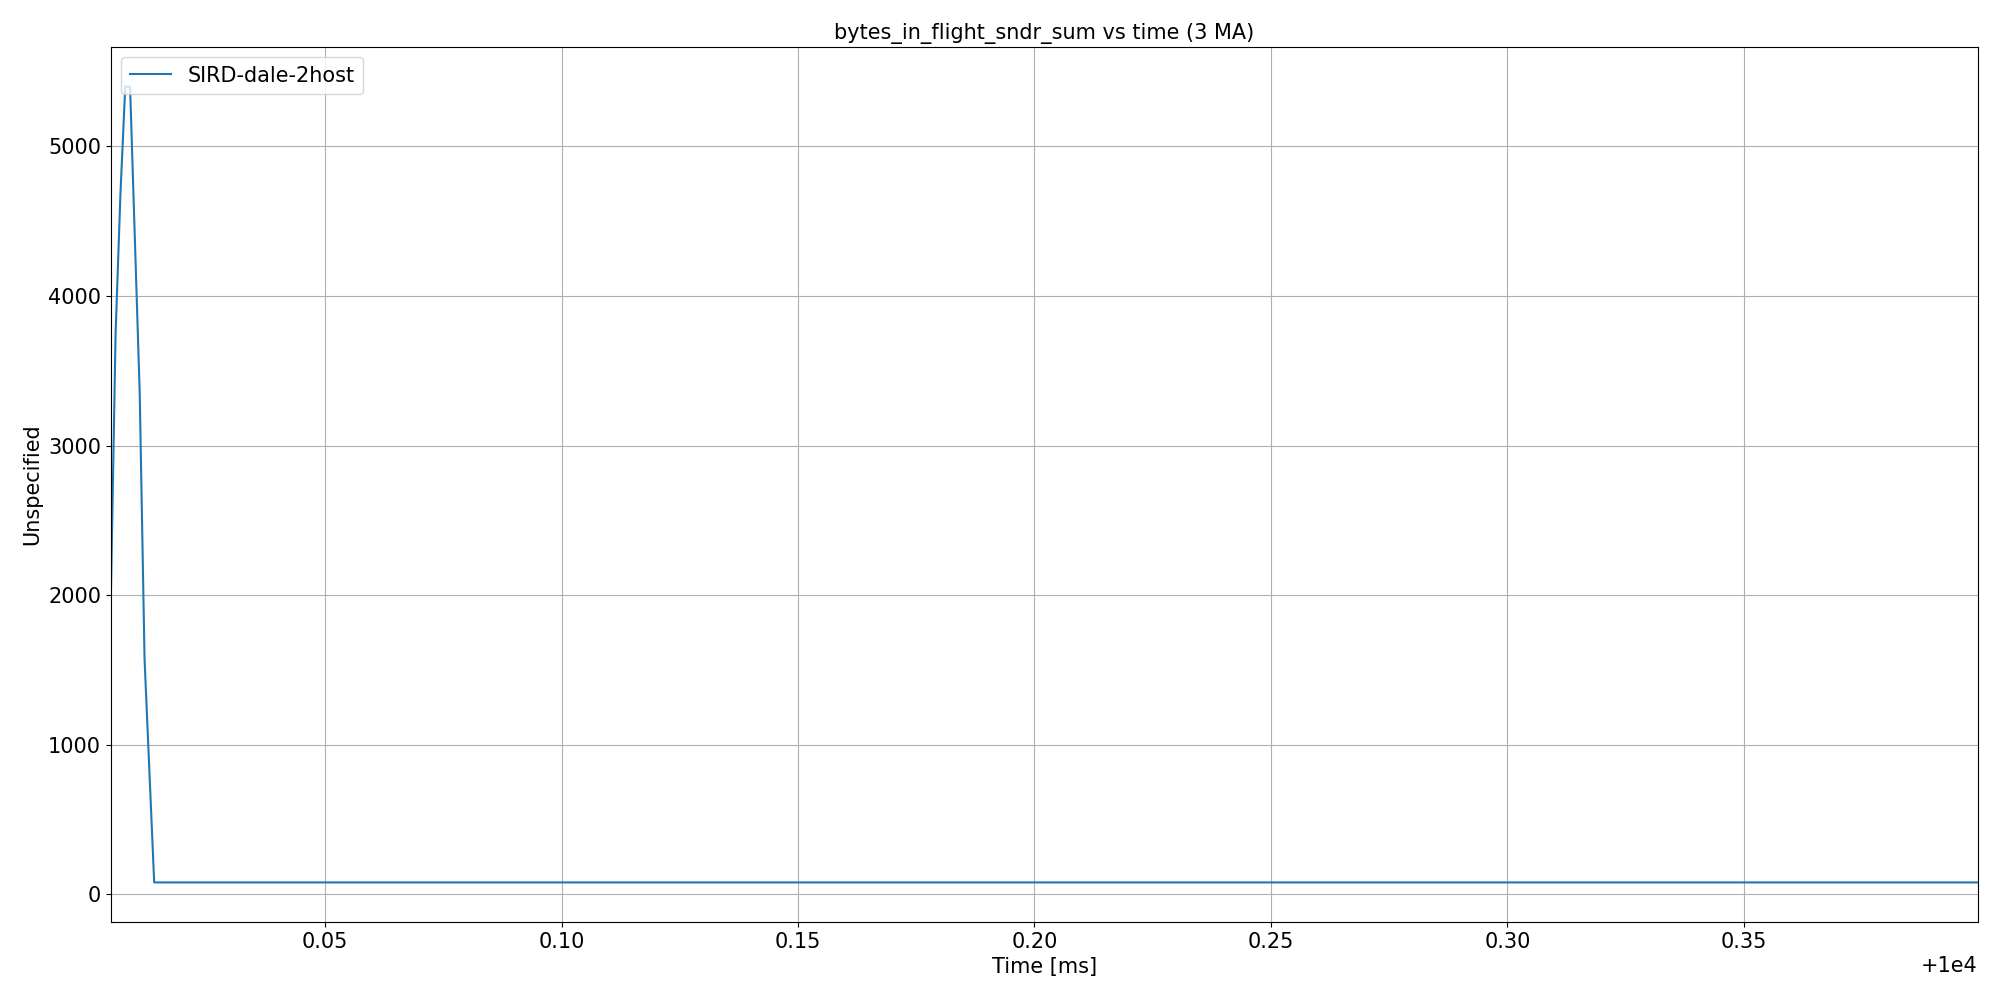 bytes_in_flight_sndr_sum vs time (3 MA)
SIRD-dale-2host
Unspecified
5000
4000
3000
2000
1000
0
0.05 0.10 0.15 0.20 0.25 0.30 0.35
Time [ms]
+1e4